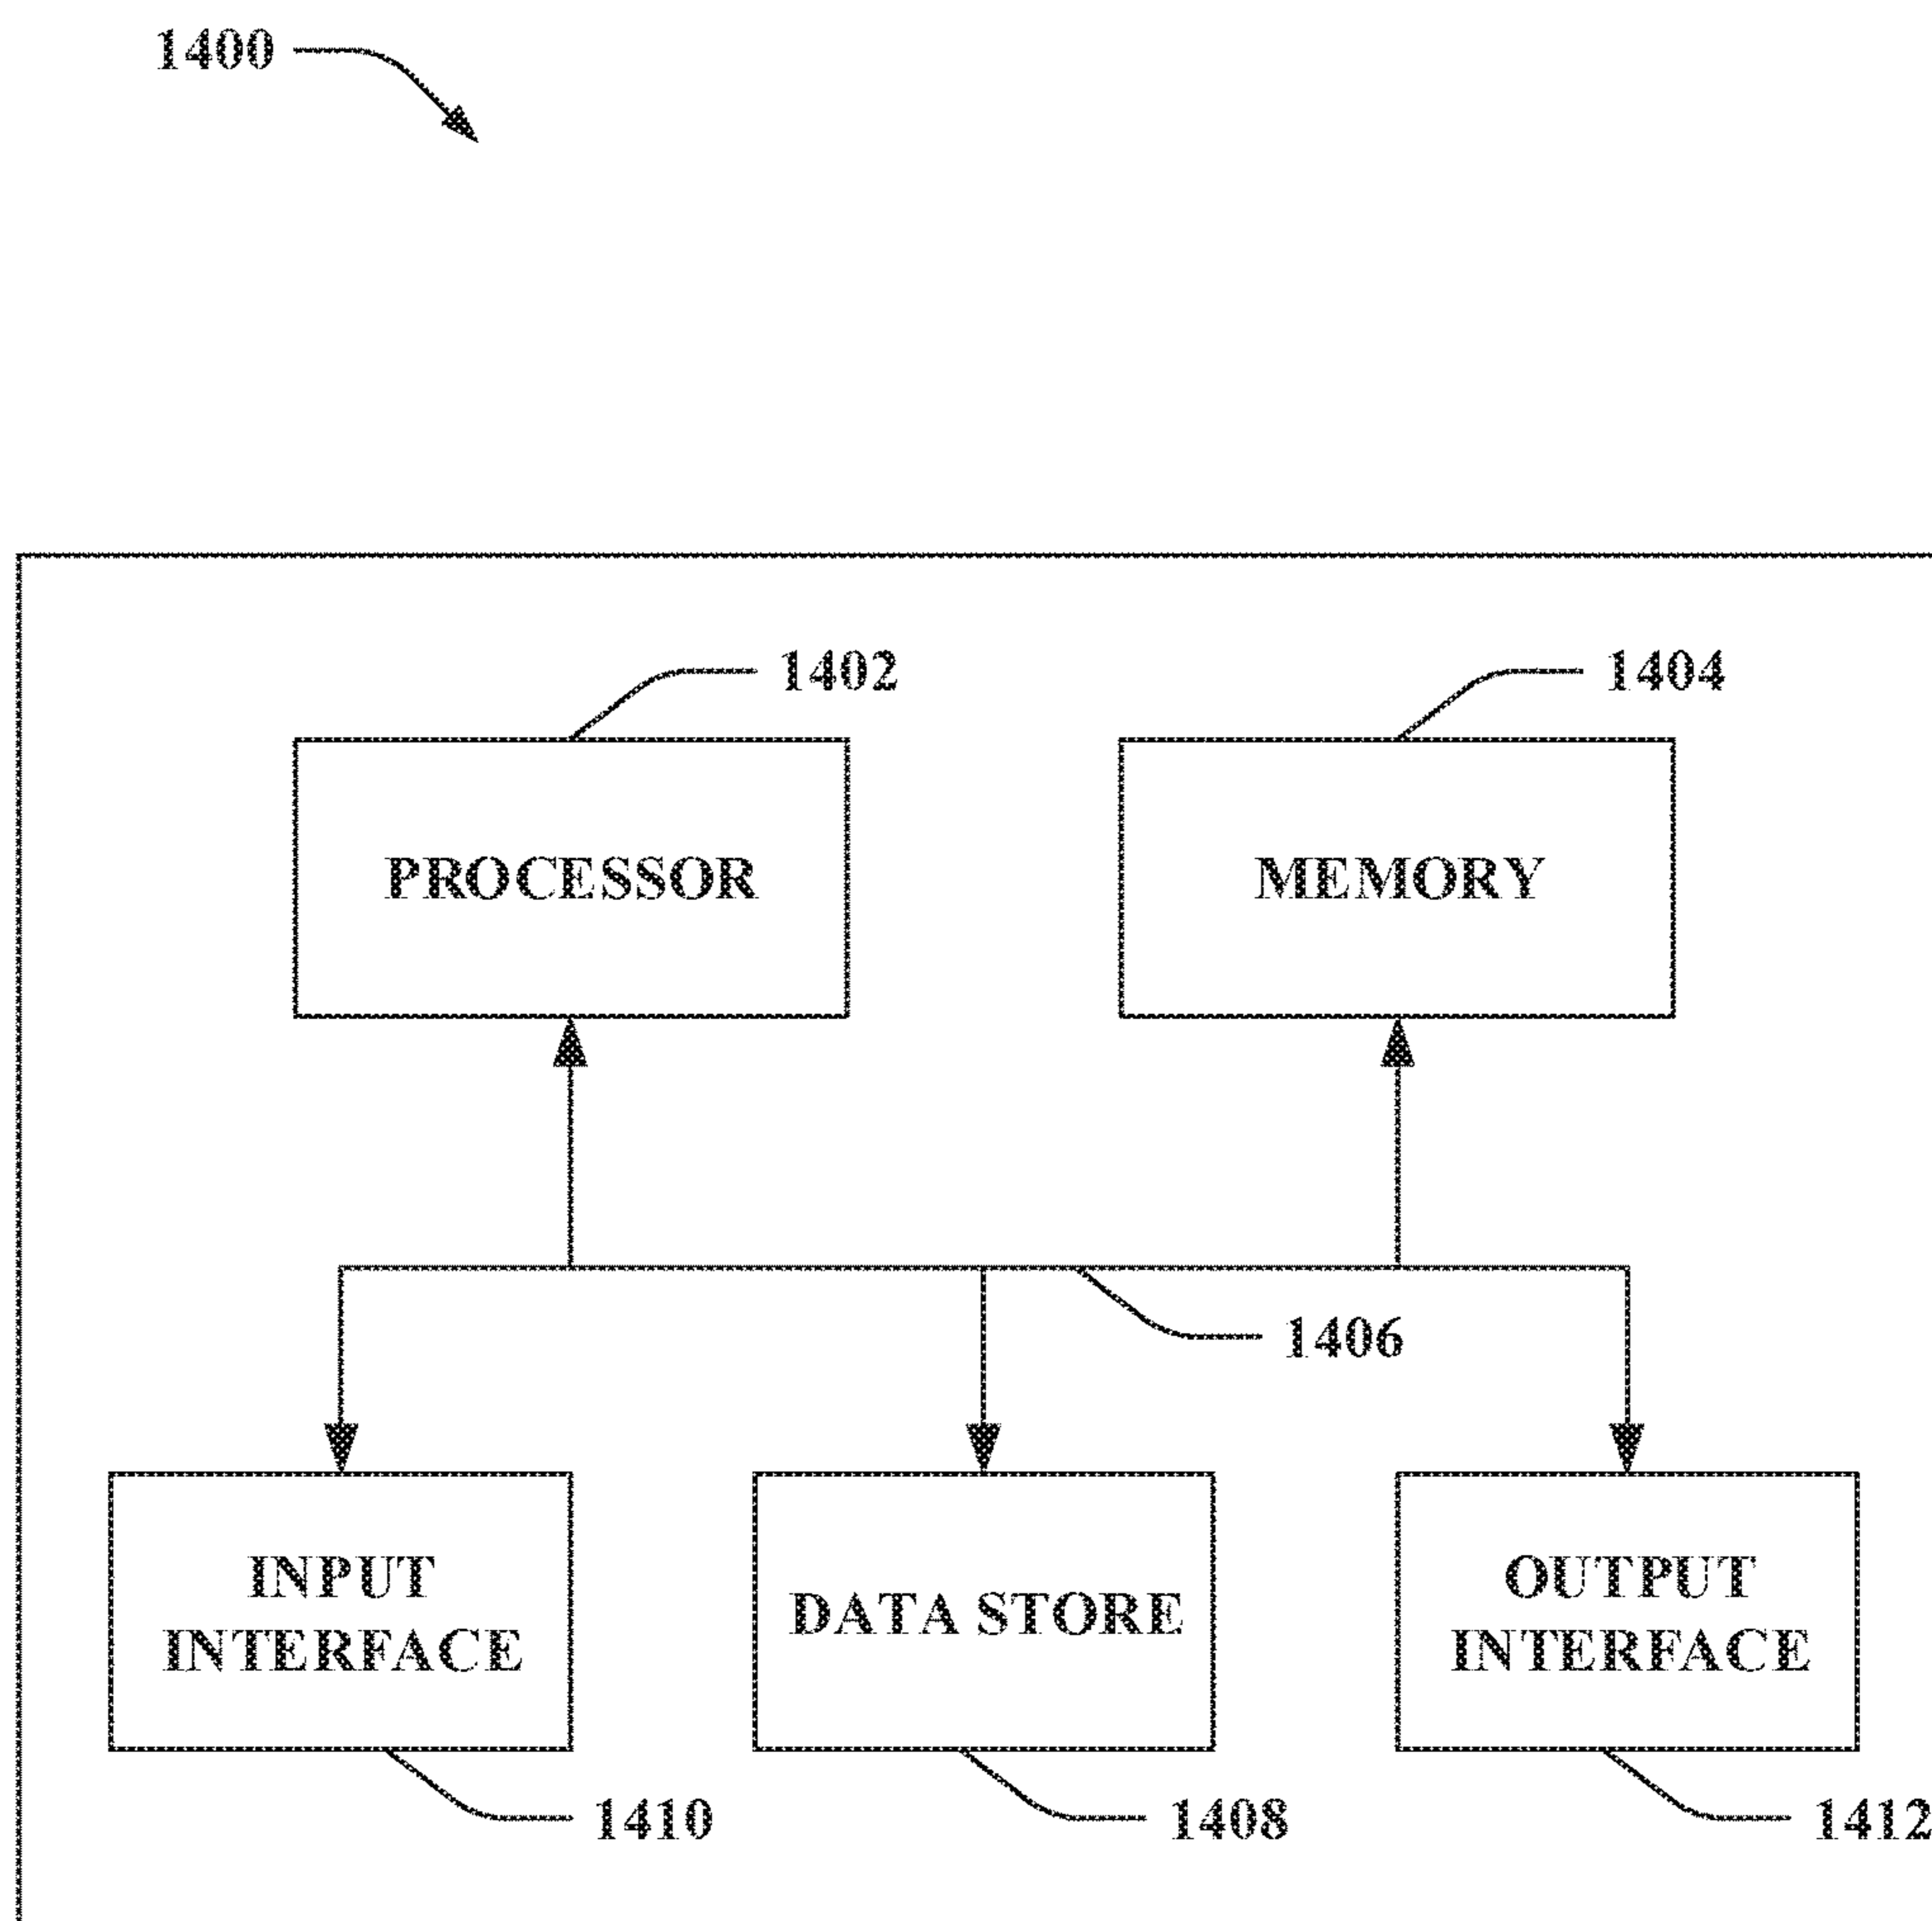 1400
1402
1404
PROCESSOR
MEMORY
1406
INPUT
INTERFACE
DATA STORE
OUTPUT
INTERFACE
1410
1408
1412